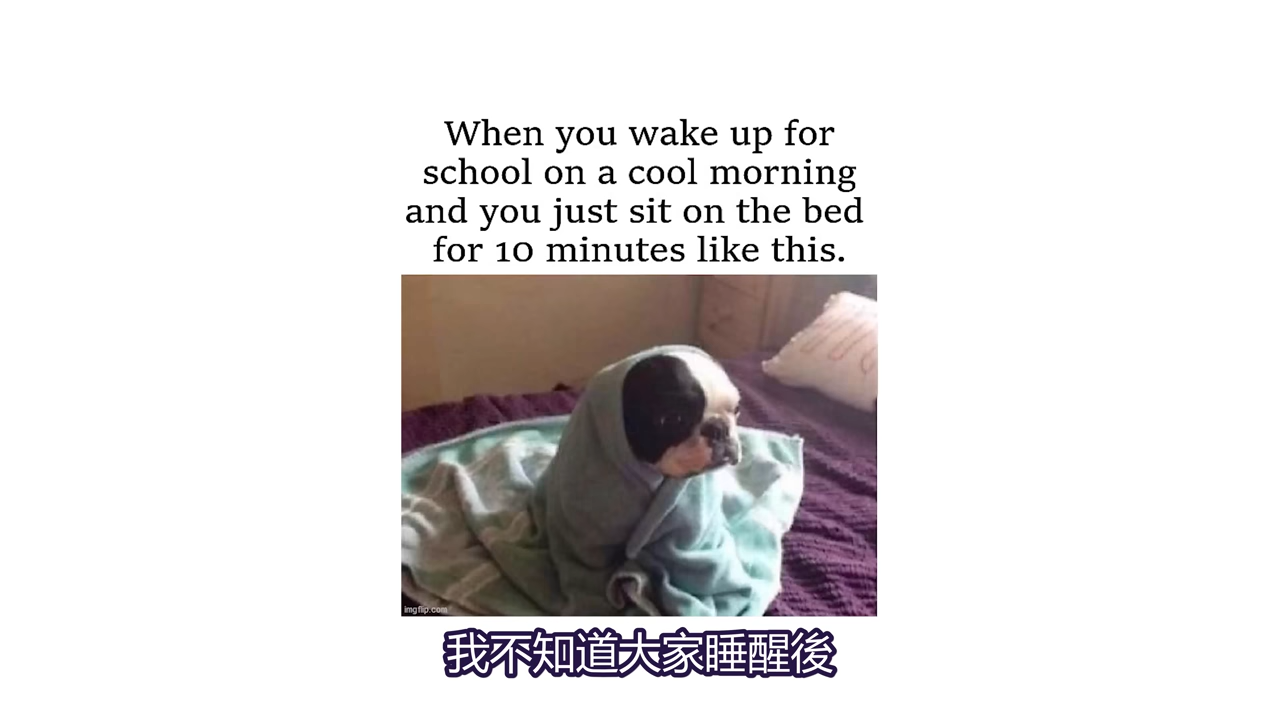 When you wake up for
school on a cool morning
and you just sit on the bed
for 10 minutes like this.
imgflip.com
我不知道大家睡醒後